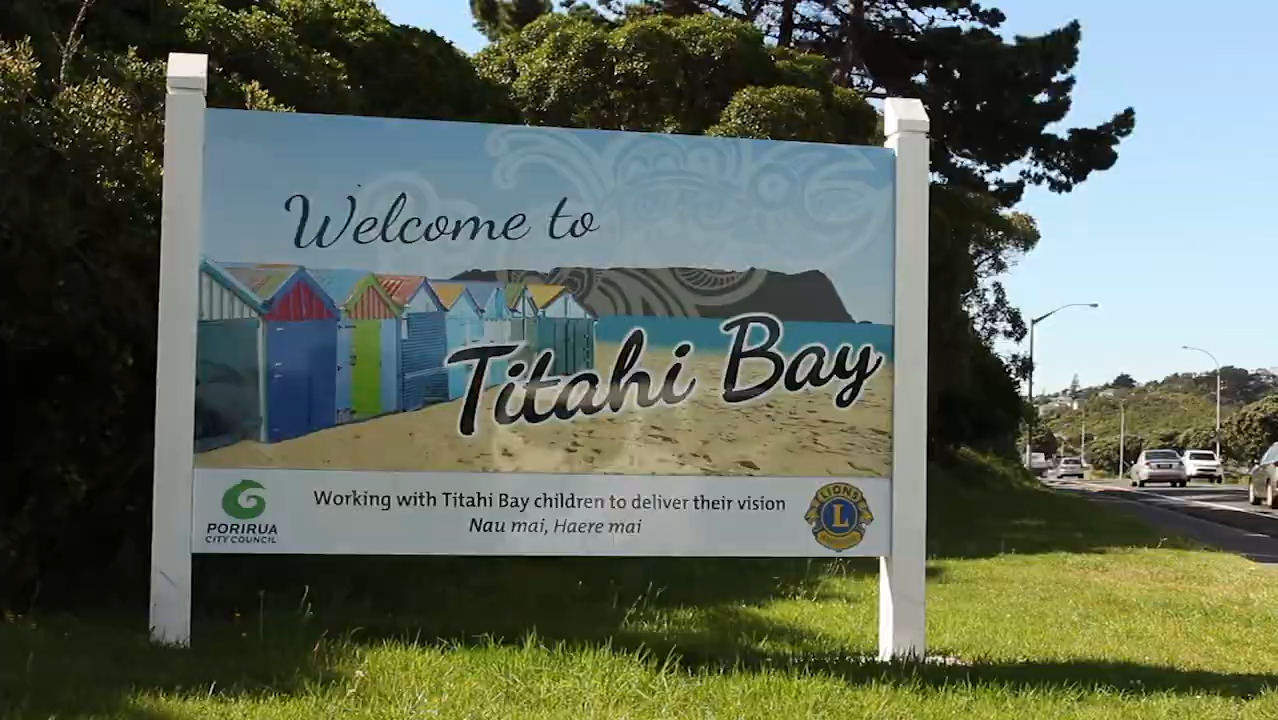 Welcome to
Titahi Bay
Working with Titahi Bay children to deliver their vision
Nau mai, Haere mai
PORIRUA
CITY COUNCIL
LIONS
L